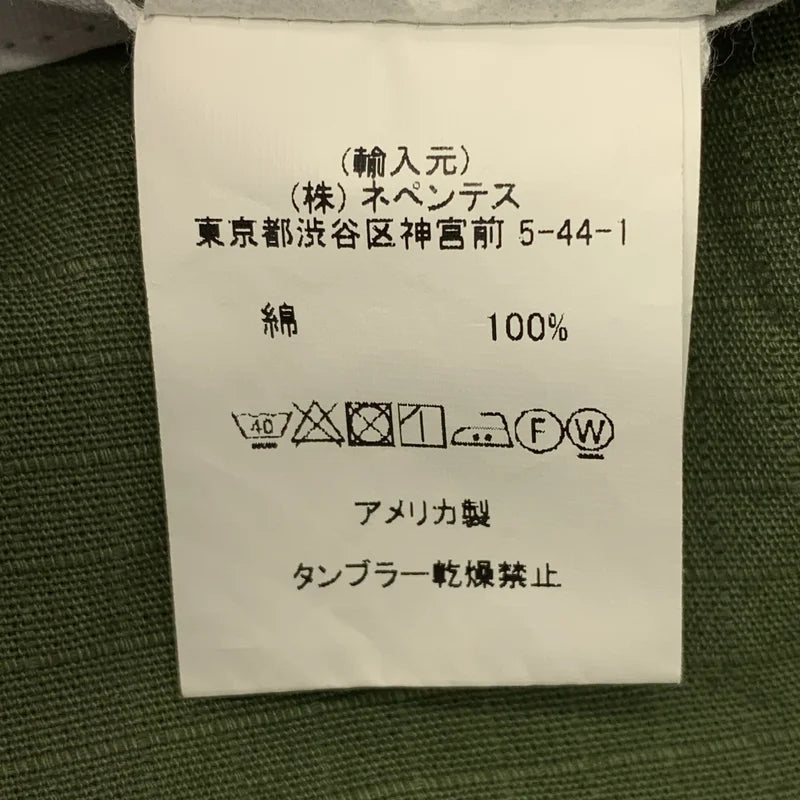 (輸入元)
(株) ネペンテス
東京都渋谷区神宮前 5-44-1
綿 100%
40 F W
アメリカ製
タンブラー乾燥禁止